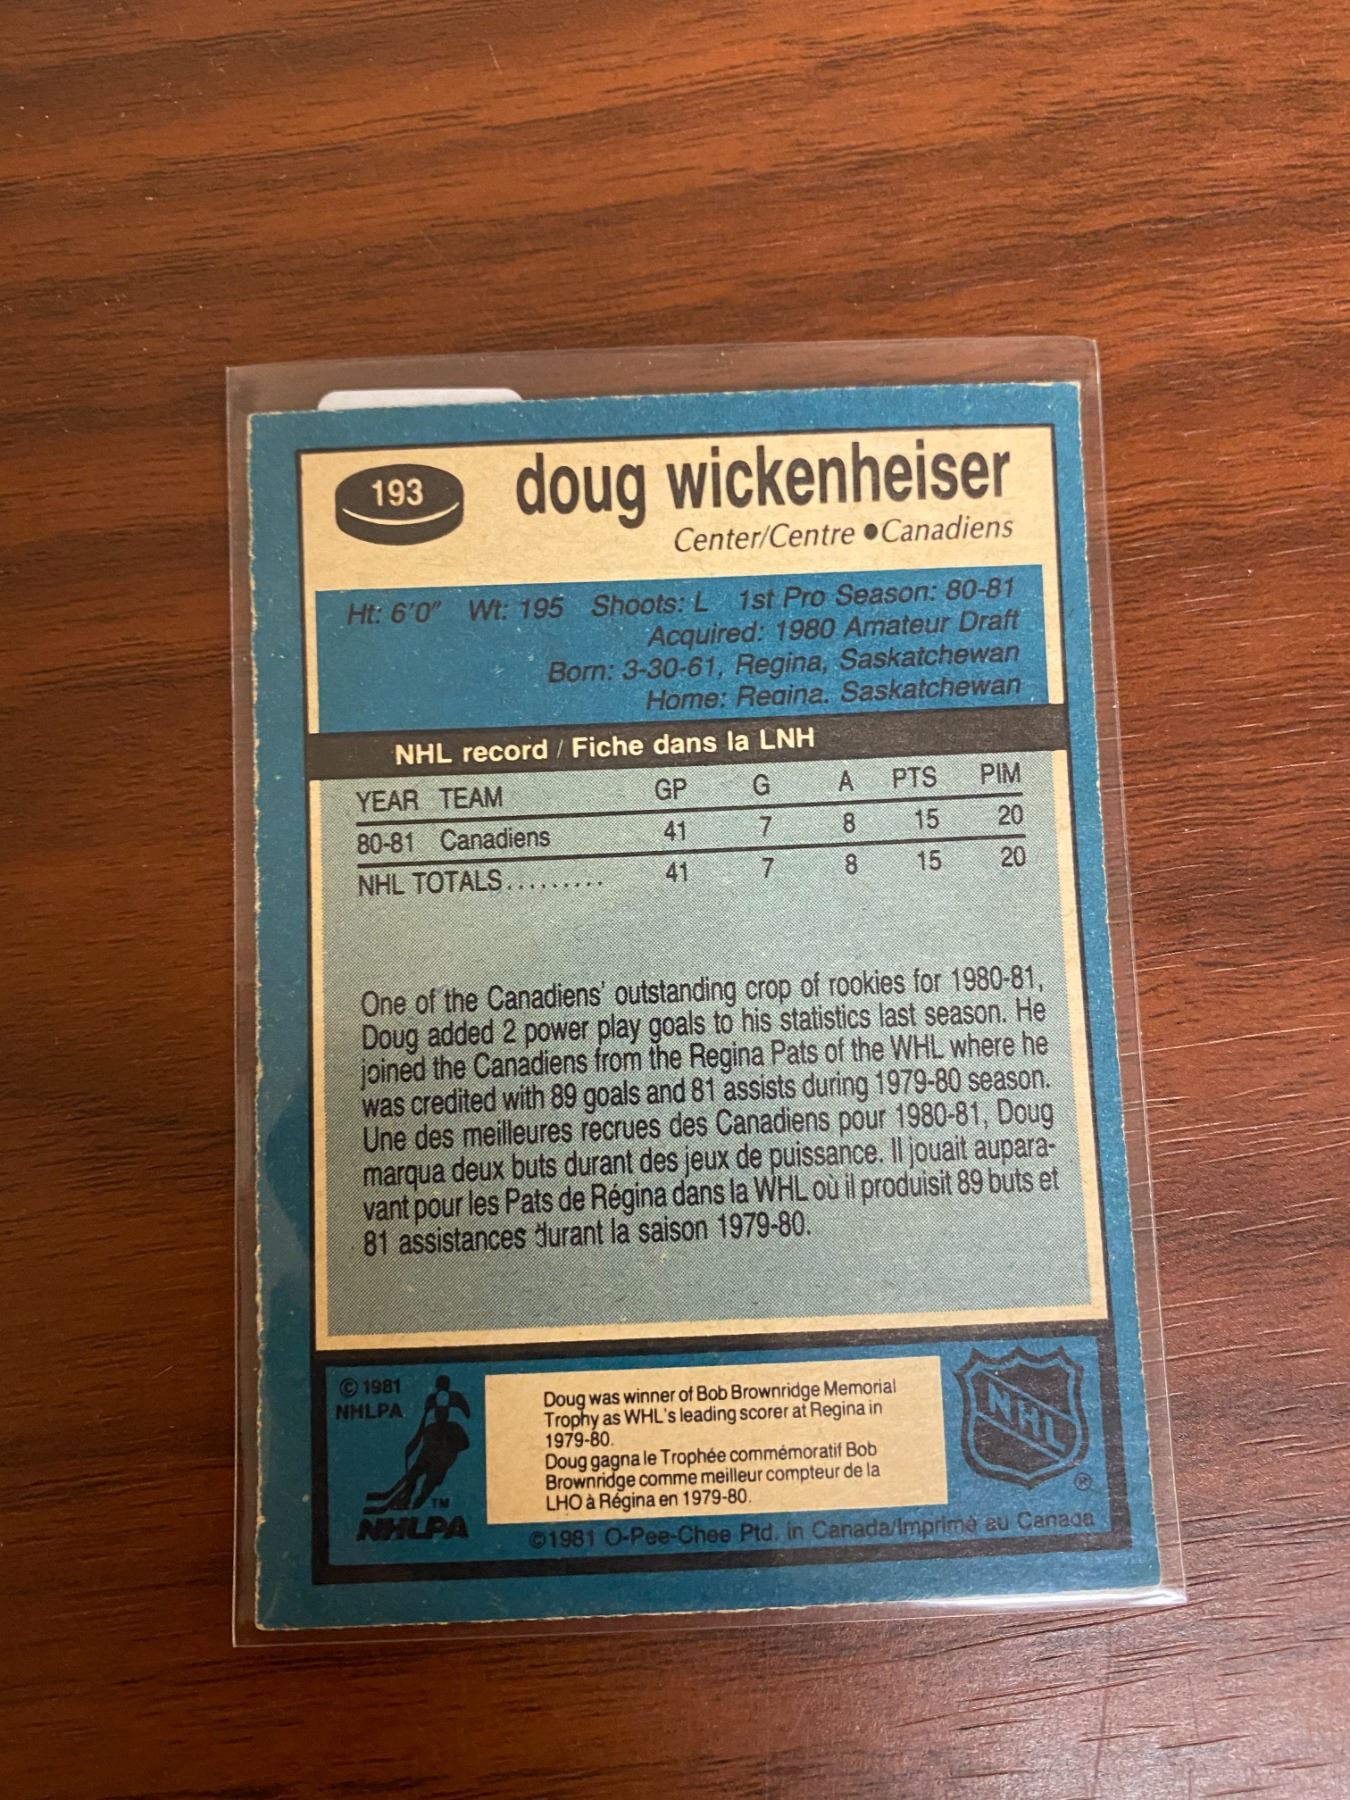 193
doug wickenheiser
Center/Centre ● Canadiens
Ht: 6'0" Wt: 195 Shoots: L 1st Pro Season: 80-81
Acquired: 1980 Amateur Draft
Born: 3-30-61, Regina, Saskatchewan
Home: Regina, Saskatchewan
NHL record / Fiche dans la LNH
YEAR TEAM GP G A PTS PIM
80-81 Canadiens 41 7 8 15 20
NHL TOTALS......... 41 7 8 15 20
One of the Canadiens' outstanding crop of rookies for 1980-81,
Doug added 2 power play goals to his statistics last season. He
joined the Canadiens from the Regina Pats of the WHL where he
was credited with 89 goals and 81 assists during 1979-80 season.
Une des meilleures recrues des Canadiens pour 1980-81, Doug
marqua deux buts durant des jeux de puissance. Il jouait aupara-
vant pour les Pats de Régina dans la WHL où il produisit 89 buts et
81 assistances durant la saison 1979-80.
© 1981
NHLPA
TM
NHLPA
Doug was winner of Bob Brownridge Memorial
Trophy as WHL's leading scorer at Regina in
1979-80.
Doug gagna le Trophée commémoratif Bob
Brownridge comme meilleur compteur de la
LHO à Régina en 1979-80.
NHL
®
©1981 O-Pee-Chee Ptd. in Canada/Imprimé au Canada